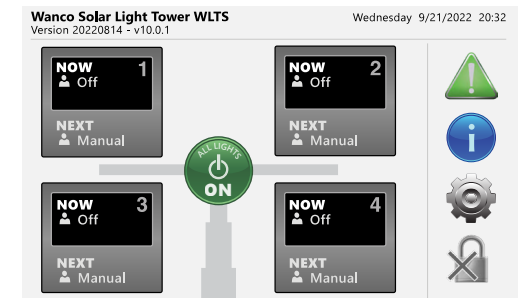 Wanco Solar Light Tower WLTS
Wednesday 9/21/2022 20:32
Version 20220814 - v10.0.1
NOW 1
Off
NEXT
Manual
NOW 2
Off
NEXT
Manual
ALL LIGHTS
ON
NOW 3
Off
NEXT
Manual
NOW 4
Off
NEXT
Manual
i